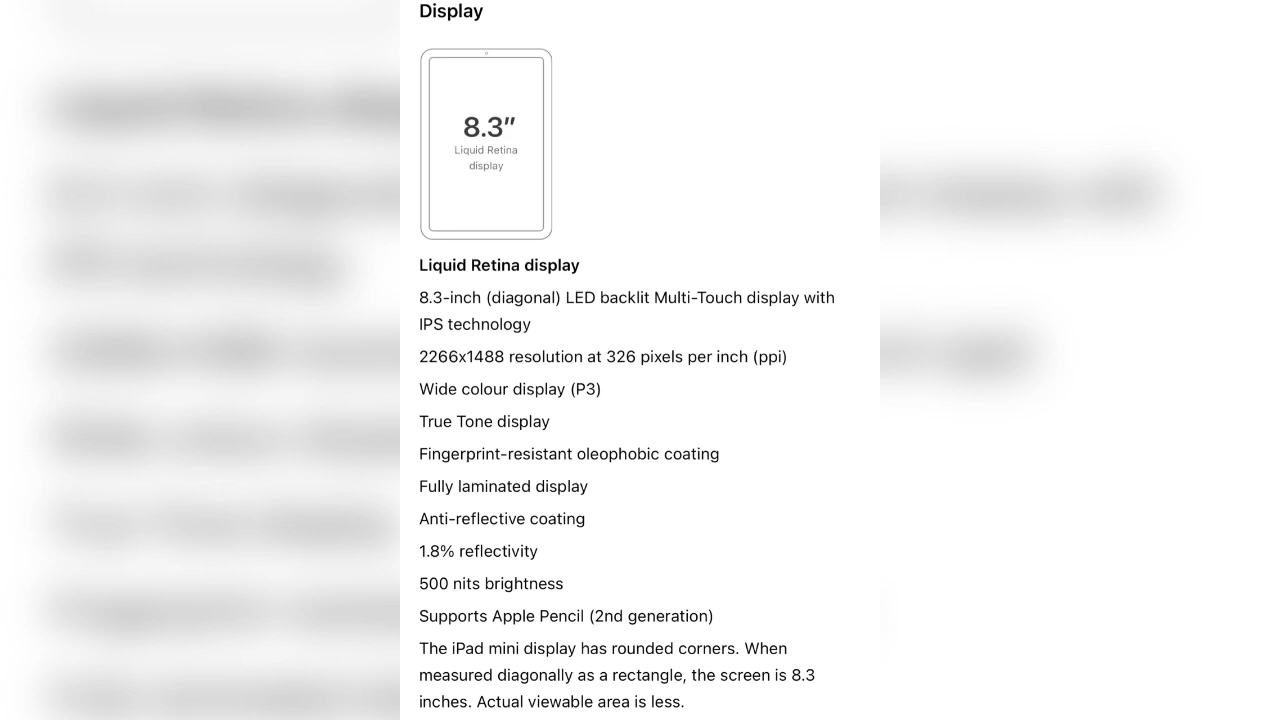 Display
8.3″
Liquid Retina
display
Liquid Retina display
8.3-inch (diagonal) LED backlit Multi-Touch display with
IPS technology
2266x1488 resolution at 326 pixels per inch (ppi)
Wide colour display (P3)
True Tone display
Fingerprint-resistant oleophobic coating
Fully laminated display
Anti-reflective coating
1.8% reflectivity
500 nits brightness
Supports Apple Pencil (2nd generation)
The iPad mini display has rounded corners. When
measured diagonally as a rectangle, the screen is 8.3
inches. Actual viewable area is less.